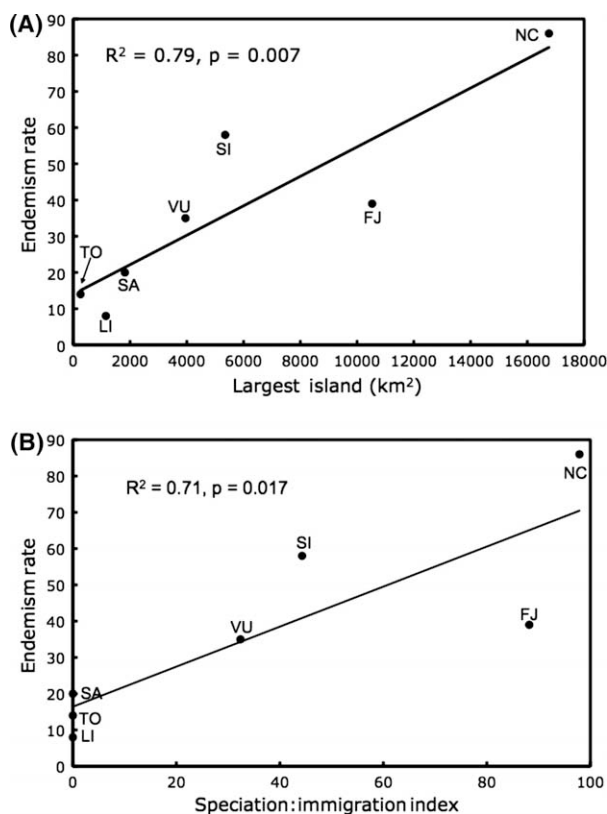 (A)
90
80
70
60
50
40
30
20
10
0
Endemism rate
R² = 0.79, p = 0.007
NC
SI
VU
FJ
TO
SA
LI
0 2000 4000 6000 8000 10000 12000 14000 16000 18000
Largest island (km²)
(B)
90
80
70
60
50
40
30
20
10
0
Endemism rate
R² = 0.71, p = 0.017
NC
SI
VU
FJ
SA
TO
LI
0 20 40 60 80 100
Speciation:immigration index